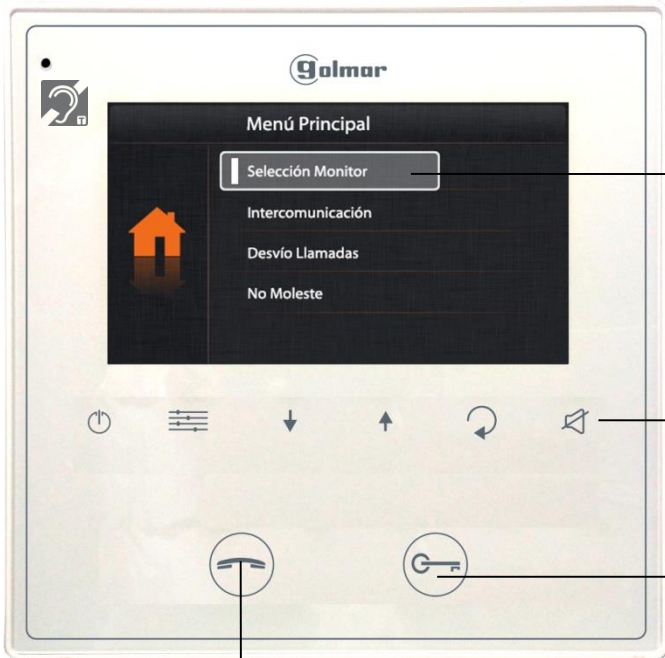 golmar
T
Menú Principal
Selección Monitor
Intercomunicación
Desvío Llamadas
No Moleste